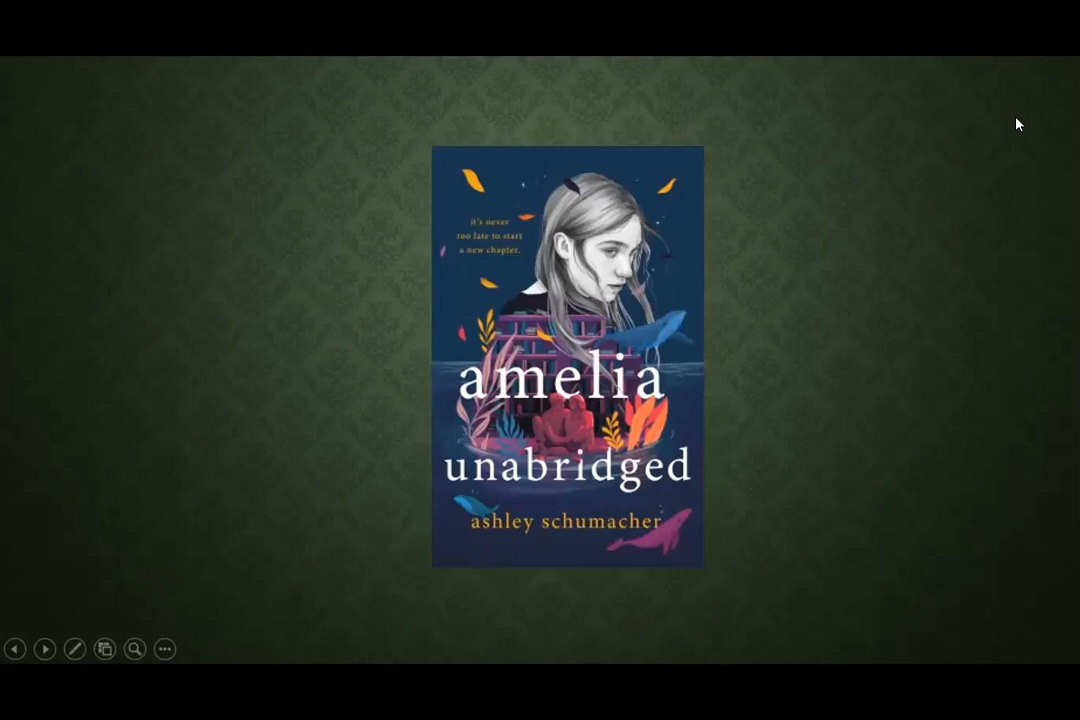 it's never
too late to start
a new chapter.
amelia
unabridged
ashley schumacher